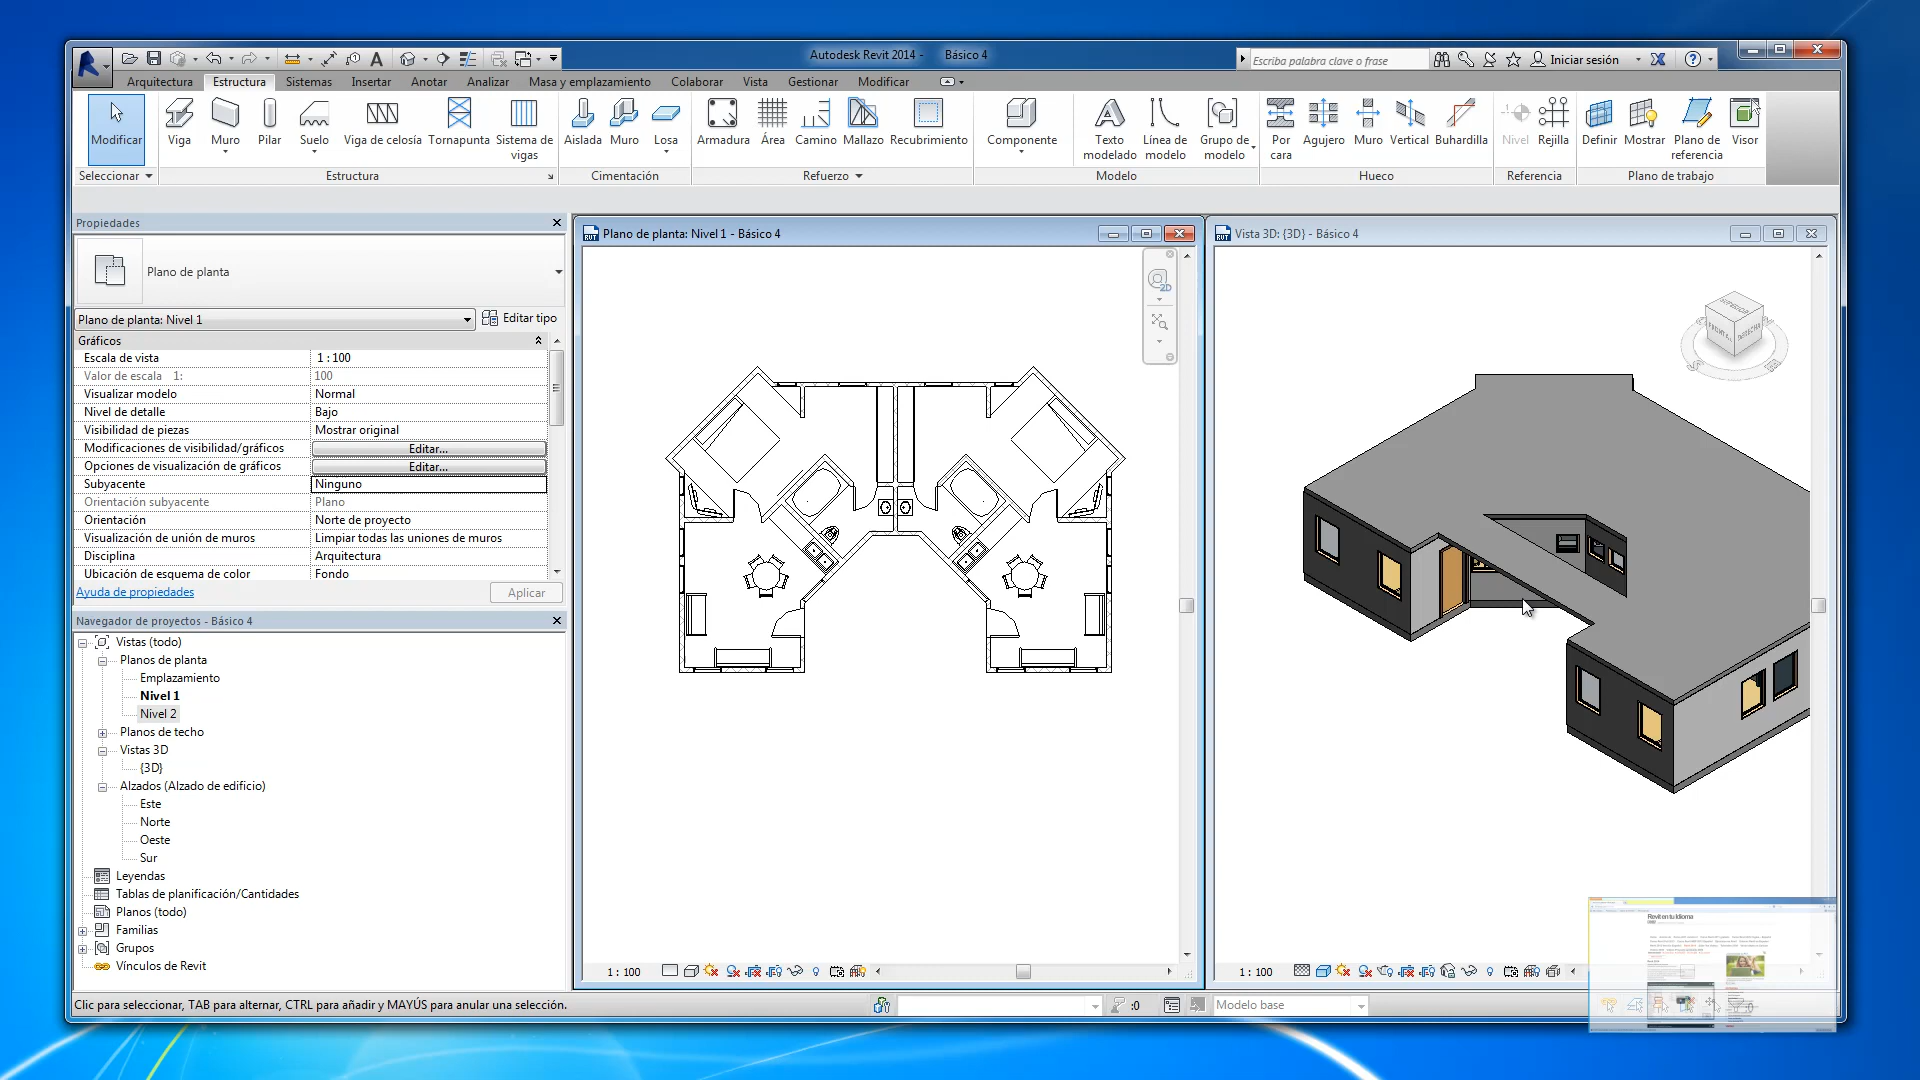 Autodesk Revit 2014 - Básico 4
Escriba palabra clave o frase
Iniciar sesión
Arquitectura Estructura Sistemas Insertar Anotar Analizar Masa y emplazamiento Colaborar Vista Gestionar Modificar
Modificar
Viga
Muro
Pilar
Suelo
Viga de celosía
Tornapunta
Sistema de vigas
Aislada
Muro
Losa
Armadura
Área
Camino
Mallazo
Recubrimiento
Componente
Texto modelado
Línea de modelo
Grupo de modelo
Por cara
Agujero
Muro
Vertical
Buhardilla
Nivel
Rejilla
Definir
Mostrar
Plano de referencia
Visor
Seleccionar
Estructura
Cimentación
Refuerzo
Modelo
Hueco
Referencia
Plano de trabajo
Propiedades
Plano de planta
Plano de planta: Nivel 1
Editar tipo
Gráficos
Escala de vista 1 : 100
Valor de escala 1: 100
Visualizar modelo Normal
Nivel de detalle Bajo
Visibilidad de piezas Mostrar original
Modificaciones de visibilidad/gráficos Editar...
Opciones de visualización de gráficos Editar...
Subyacente Ninguno
Orientación subyacente Plano
Orientación Norte de proyecto
Visualización de unión de muros Limpiar todas las uniones de muros
Disciplina Arquitectura
Ubicación de esquema de color Fondo
Ayuda de propiedades
Aplicar
Navegador de proyectos - Básico 4
Vistas (todo)
Planos de planta
Emplazamiento
Nivel 1
Nivel 2
Planos de techo
Vistas 3D
{3D}
Alzados (Alzado de edificio)
Este
Norte
Oeste
Sur
Leyendas
Tablas de planificación/Cantidades
Planos (todo)
Familias
Grupos
Vínculos de Revit
Plano de planta: Nivel 1 - Básico 4
2D
1 : 100
Vista 3D: {3D} - Básico 4
SUPERIOR
FRONTAL
DERECHA
1 : 100
Revit en tu Idioma
Clic para seleccionar, TAB para alternar, CTRL para añadir y MAYÚS para anular una selección.
:0
Modelo base